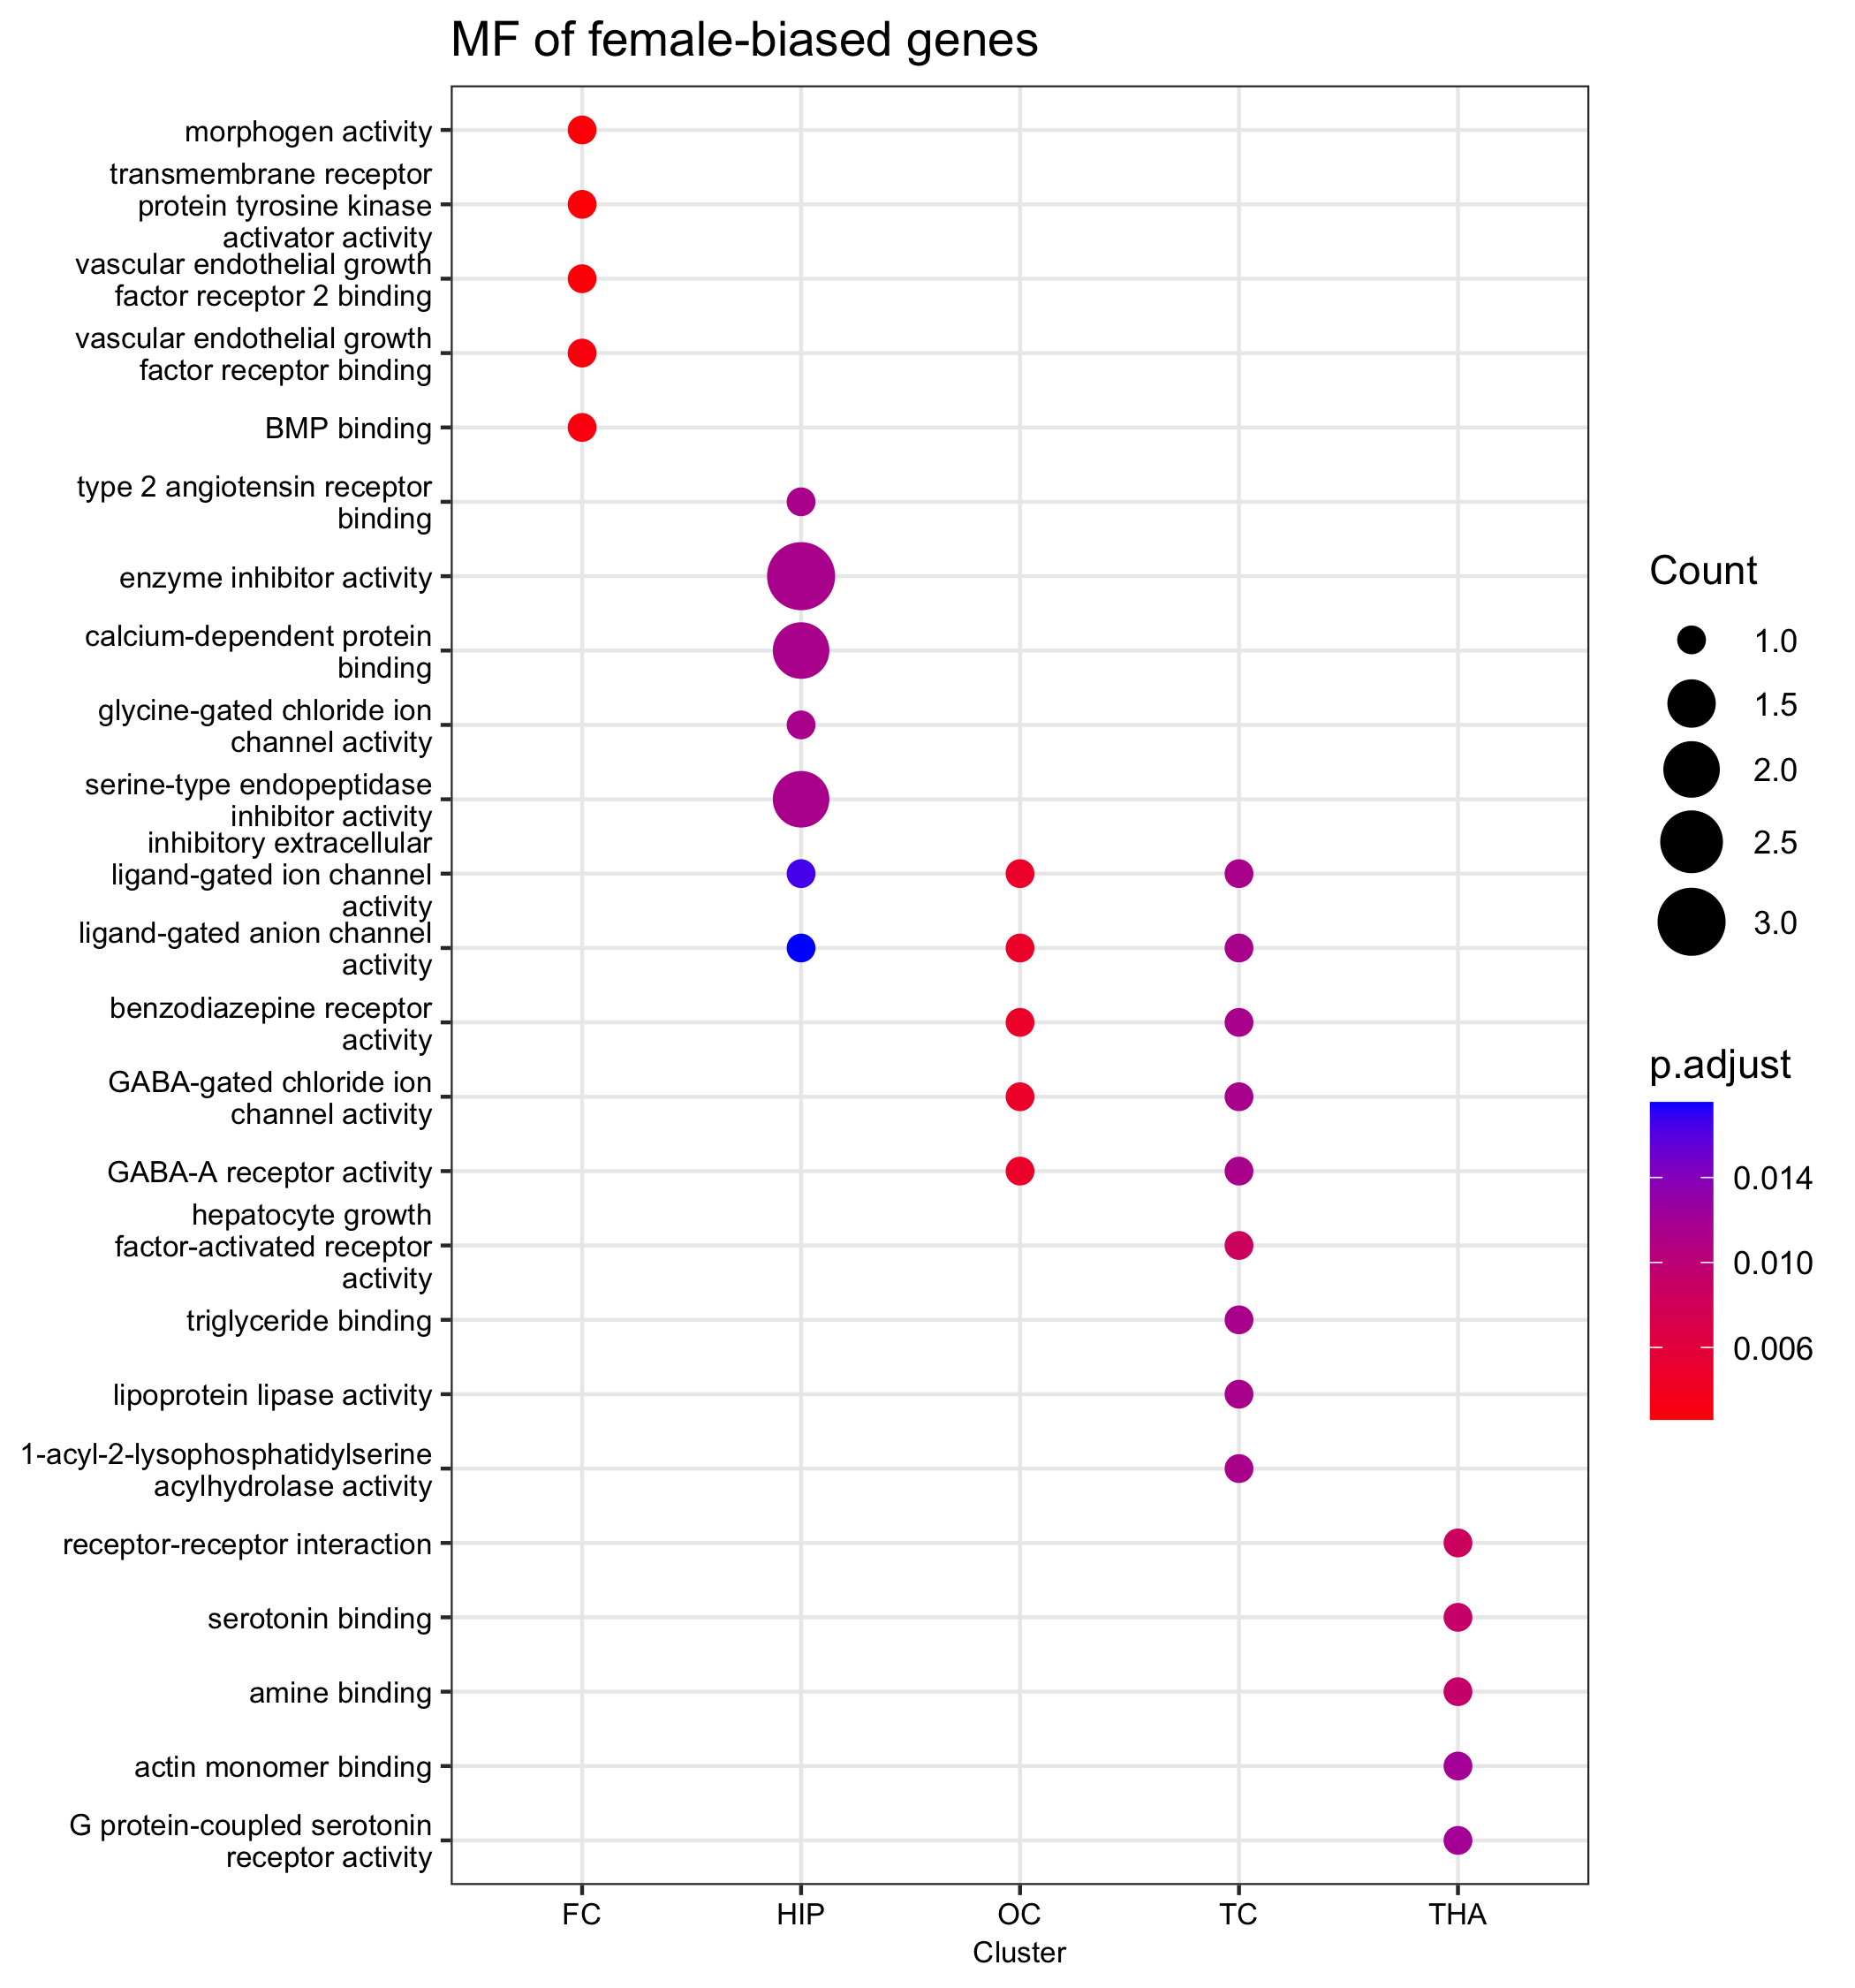 MF of female-biased genes
morphogen activity
transmembrane receptor
protein tyrosine kinase
activator activity
vascular endothelial growth
factor receptor 2 binding
vascular endothelial growth
factor receptor binding
BMP binding
type 2 angiotensin receptor
binding
enzyme inhibitor activity
calcium-dependent protein
binding
glycine-gated chloride ion
channel activity
serine-type endopeptidase
inhibitor activity
inhibitory extracellular
ligand-gated ion channel
activity
ligand-gated anion channel
activity
benzodiazepine receptor
activity
GABA-gated chloride ion
channel activity
GABA-A receptor activity
hepatocyte growth
factor-activated receptor
activity
triglyceride binding
lipoprotein lipase activity
1-acyl-2-lysophosphatidylserine
acylhydrolase activity
receptor-receptor interaction
serotonin binding
amine binding
actin monomer binding
G protein-coupled serotonin
receptor activity
FC HIP OC TC THA
Cluster
Count
1.0
1.5
2.0
2.5
3.0
p.adjust
0.014
0.010
0.006